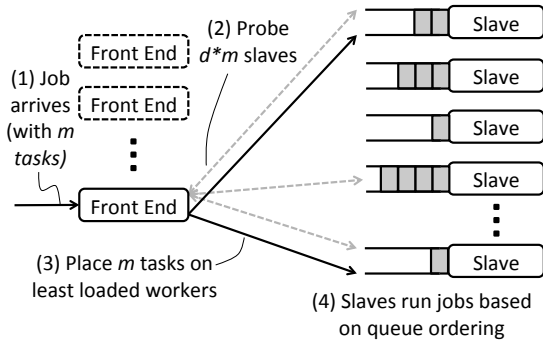 (1) Job
arrives
(with m
tasks)
Front End
Front End
Front End
(2) Probe
d*m slaves
(3) Place m tasks on
least loaded workers
Slave
Slave
Slave
Slave
Slave
(4) Slaves run jobs based
on queue ordering